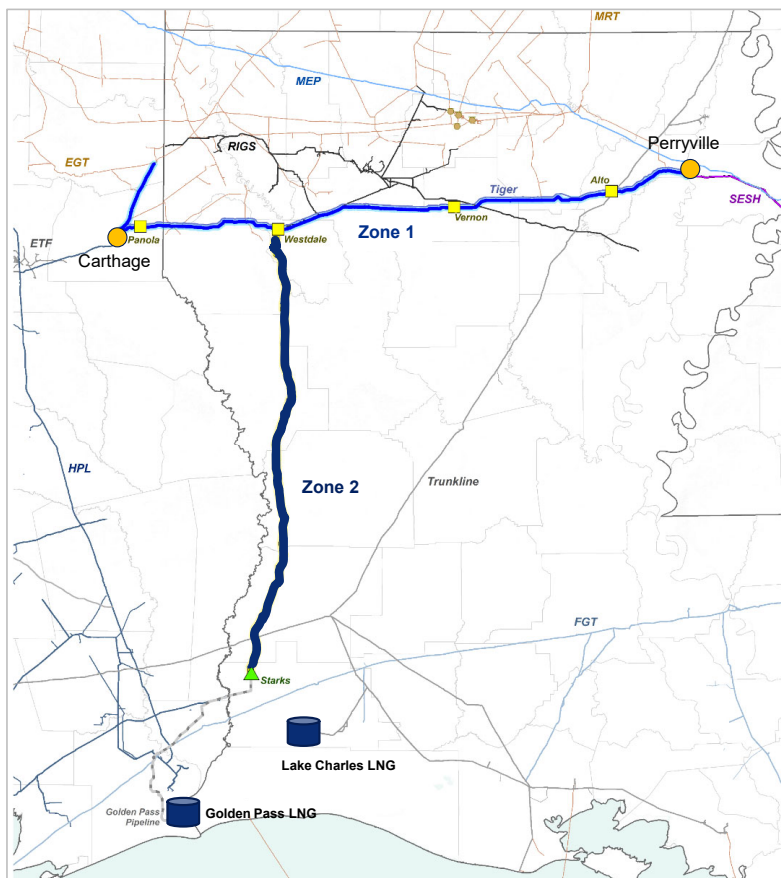 MRT
MEP
RIGS
Perryville
EGT
Alto
Tiger
SESH
Vernon
Panola
Westdale
Zone 1
ETF
Carthage
HPL
Zone 2
Trunkline
FGT
Starks
Lake Charles LNG
Golden Pass
Pipeline
Golden Pass LNG